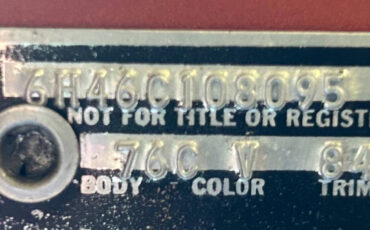 6H46C108095
NOT FOR TITLE OR REGIST
76C V 84
BODY COLOR TRIM